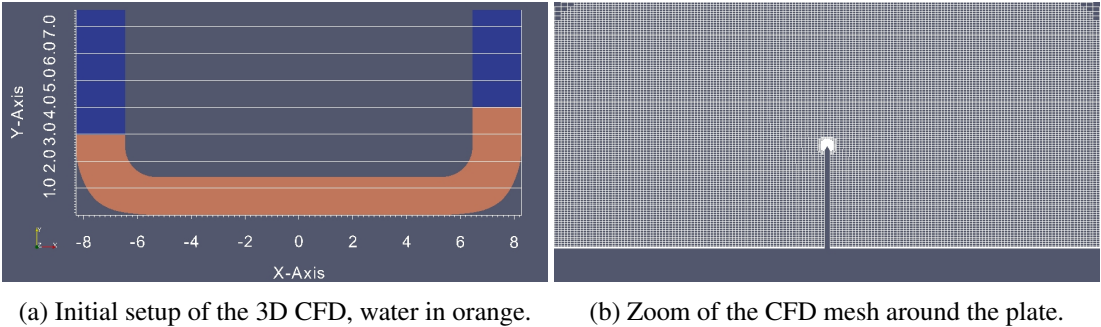 Y-Axis
1.0 2.0 3.0 4.0 5.0 6.0 7.0
-8 -6 -4 -2 0 2 4 6 8
X-Axis
(a) Initial setup of the 3D CFD, water in orange.
(b) Zoom of the CFD mesh around the plate.